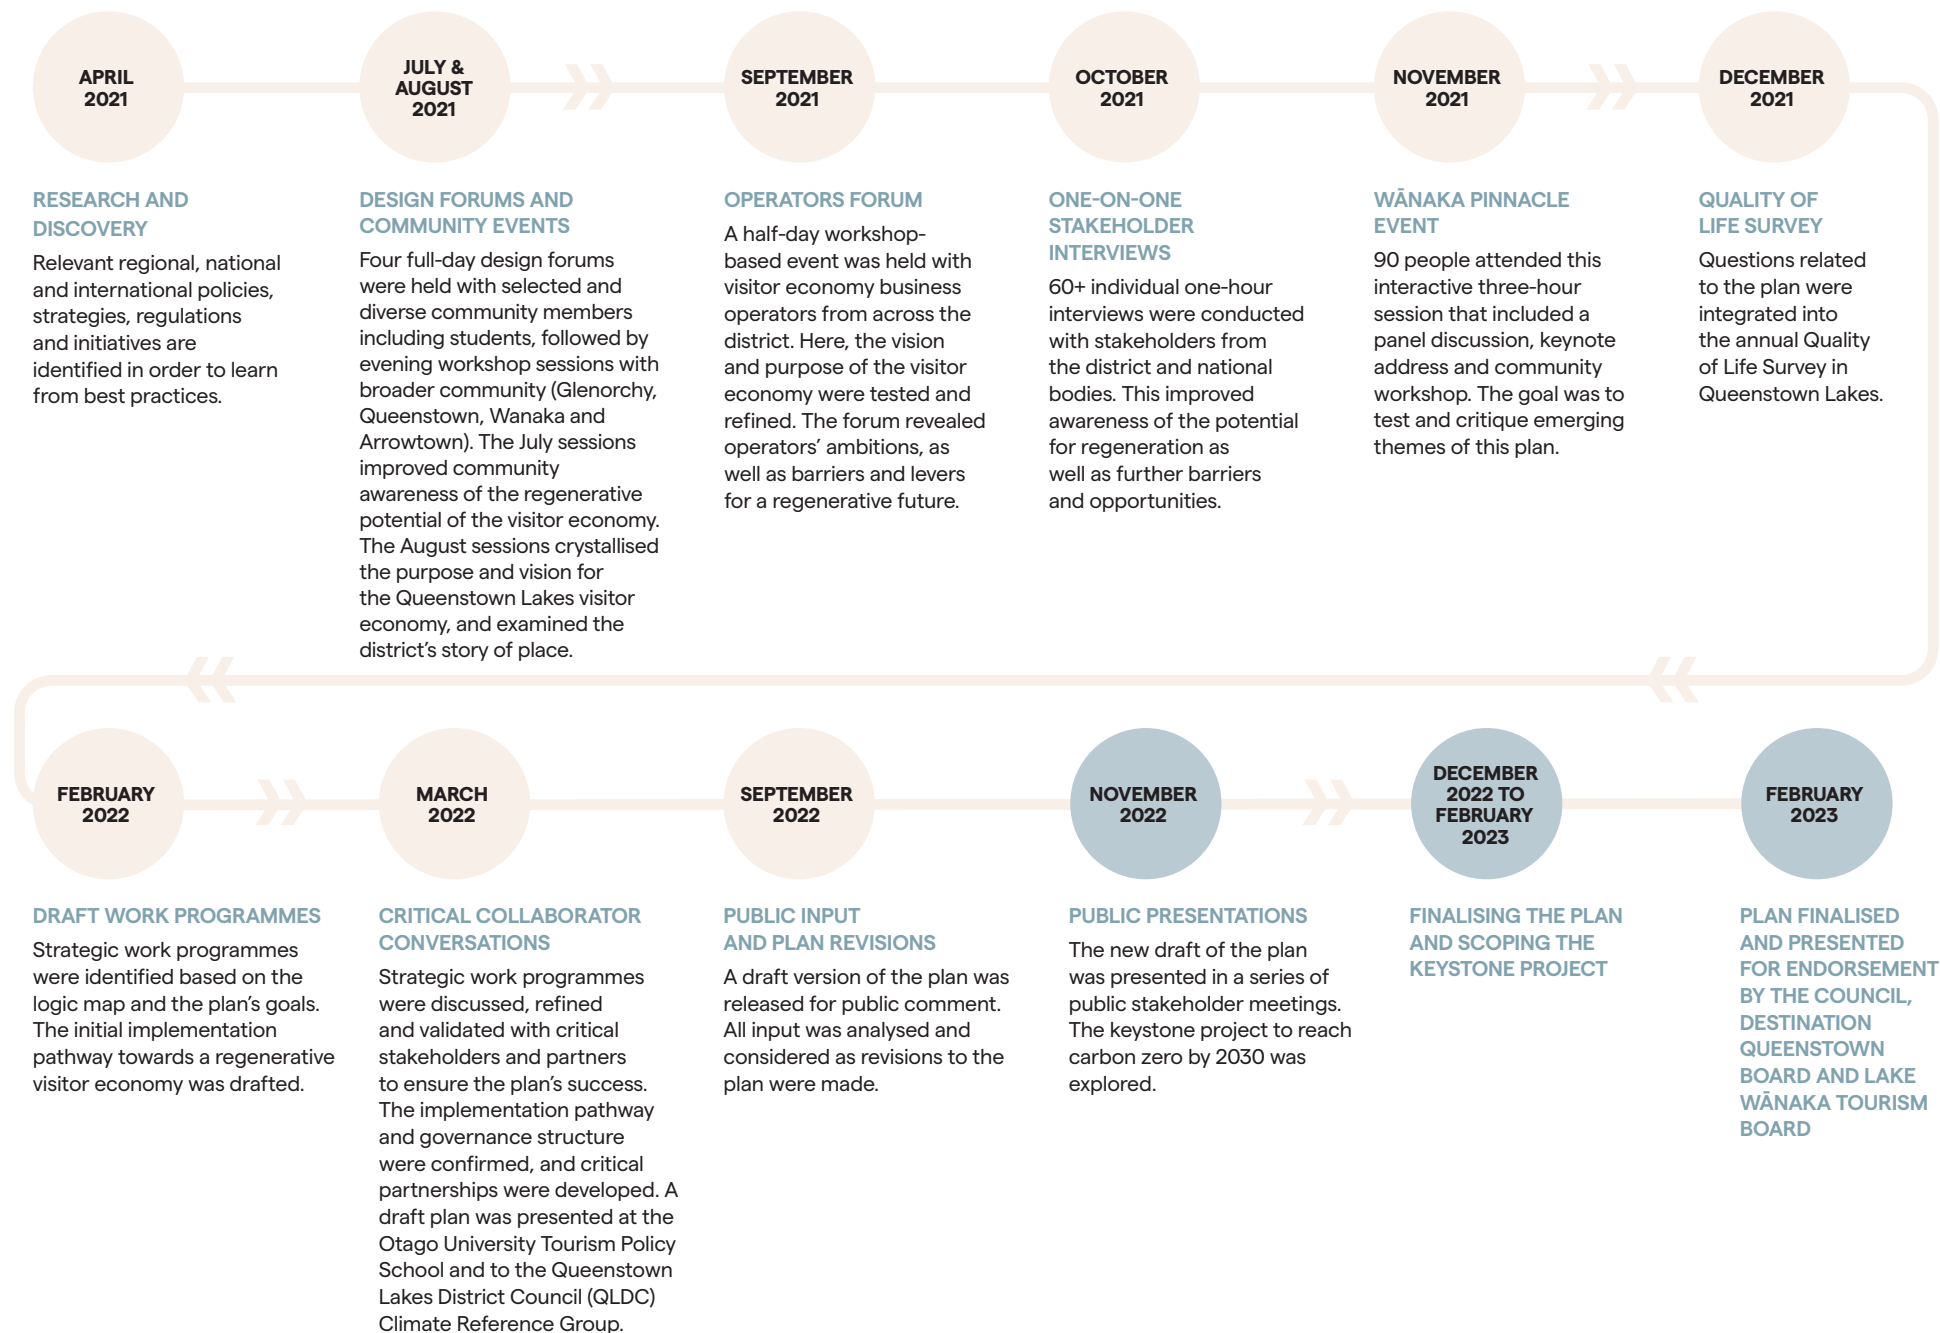 APRIL
2021
RESEARCH AND
DISCOVERY
Relevant regional, national
and international policies,
strategies, regulations
and initiatives are
identified in order to learn
from best practices.
JULY &
AUGUST
2021
DESIGN FORUMS AND
COMMUNITY EVENTS
Four full-day design forums
were held with selected and
diverse community members
including students, followed by
evening workshop sessions with
broader community (Glenorchy,
Queenstown, Wanaka and
Arrowtown). The July sessions
improved community
awareness of the regenerative
potential of the visitor economy.
The August sessions crystallised
the purpose and vision for
the Queenstown Lakes visitor
economy, and examined the
district's story of place.
SEPTEMBER
2021
OPERATORS FORUM
A half-day workshop-
based event was held with
visitor economy business
operators from across the
district. Here, the vision
and purpose of the visitor
economy were tested and
refined. The forum revealed
operators' ambitions, as
well as barriers and levers
for a regenerative future.
OCTOBER
2021
ONE-ON-ONE
STAKEHOLDER
INTERVIEWS
60+ individual one-hour
interviews were conducted
with stakeholders from
the district and national
bodies. This improved
awareness of the potential
for regeneration as
well as further barriers
and opportunities.
NOVEMBER
2021
WĀNAKA PINNACLE
EVENT
90 people attended this
interactive three-hour
session that included a
panel discussion, keynote
address and community
workshop. The goal was to
test and critique emerging
themes of this plan.
DECEMBER
2021
QUALITY OF
LIFE SURVEY
Questions related
to the plan were
integrated into
the annual Quality
of Life Survey in
Queenstown Lakes.
FEBRUARY
2022
DRAFT WORK PROGRAMMES
Strategic work programmes
were identified based on the
logic map and the plan's goals.
The initial implementation
pathway towards a regenerative
visitor economy was drafted.
MARCH
2022
CRITICAL COLLABORATOR
CONVERSATIONS
Strategic work programmes
were discussed, refined
and validated with critical
stakeholders and partners
to ensure the plan's success.
The implementation pathway
and governance structure
were confirmed, and critical
partnerships were developed. A
draft plan was presented at the
Otago University Tourism Policy
School and to the Queenstown
Lakes District Council (QLDC)
Climate Reference Group.
SEPTEMBER
2022
PUBLIC INPUT
AND PLAN REVISIONS
A draft version of the plan was
released for public comment.
All input was analysed and
considered as revisions to the
plan were made.
NOVEMBER
2022
PUBLIC PRESENTATIONS
The new draft of the plan
was presented in a series of
public stakeholder meetings.
The keystone project to reach
carbon zero by 2030 was
explored.
DECEMBER
2022 TO
FEBRUARY
2023
FINALISING THE PLAN
AND SCOPING THE
KEYSTONE PROJECT
FEBRUARY
2023
PLAN FINALISED
AND PRESENTED
FOR ENDORSEMENT
BY THE COUNCIL,
DESTINATION
QUEENSTOWN
BOARD AND LAKE
WĀNAKA TOURISM
BOARD